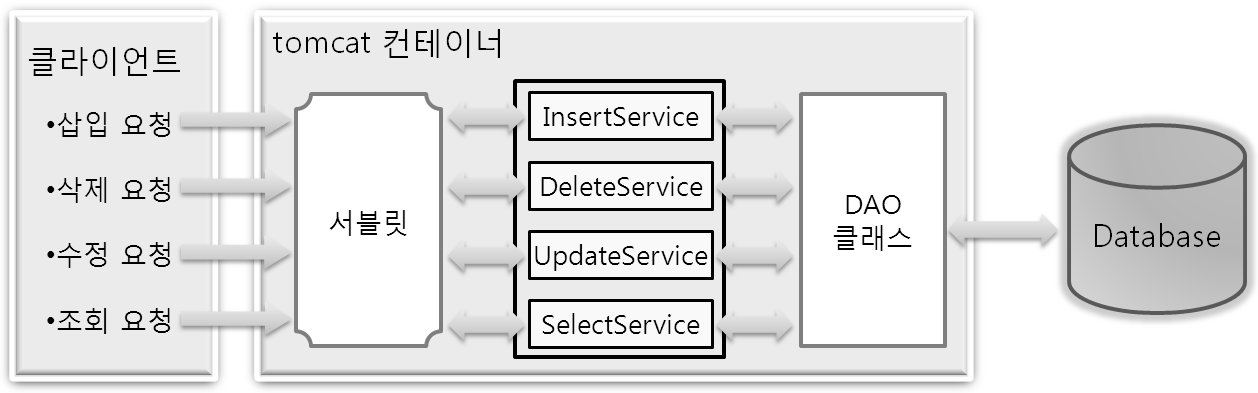 클라이언트
•삽입 요청
•삭제 요청
•수정 요청
•조회 요청
tomcat 컨테이너
서블릿
InsertService
DeleteService
UpdateService
SelectService
DAO
클래스
Database